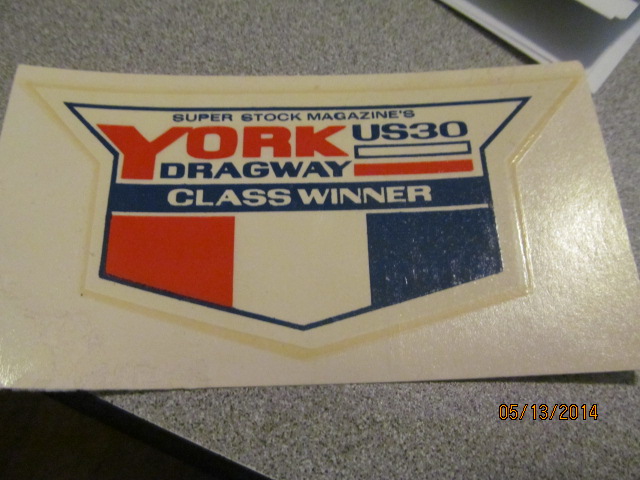 SUPER STOCK MAGAZINE'S
YORK US30
DRAGWAY
CLASS WINNER
05/13/2014